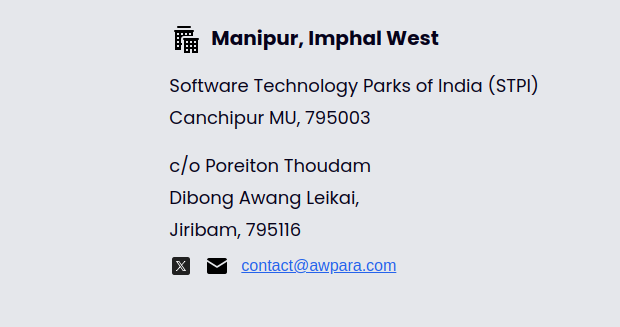 Manipur, Imphal West
Software Technology Parks of India (STPI)
Canchipur MU, 795003
c/o Poreiton Thoudam
Dibong Awang Leikai,
Jiribam, 795116
contact@awpara.com